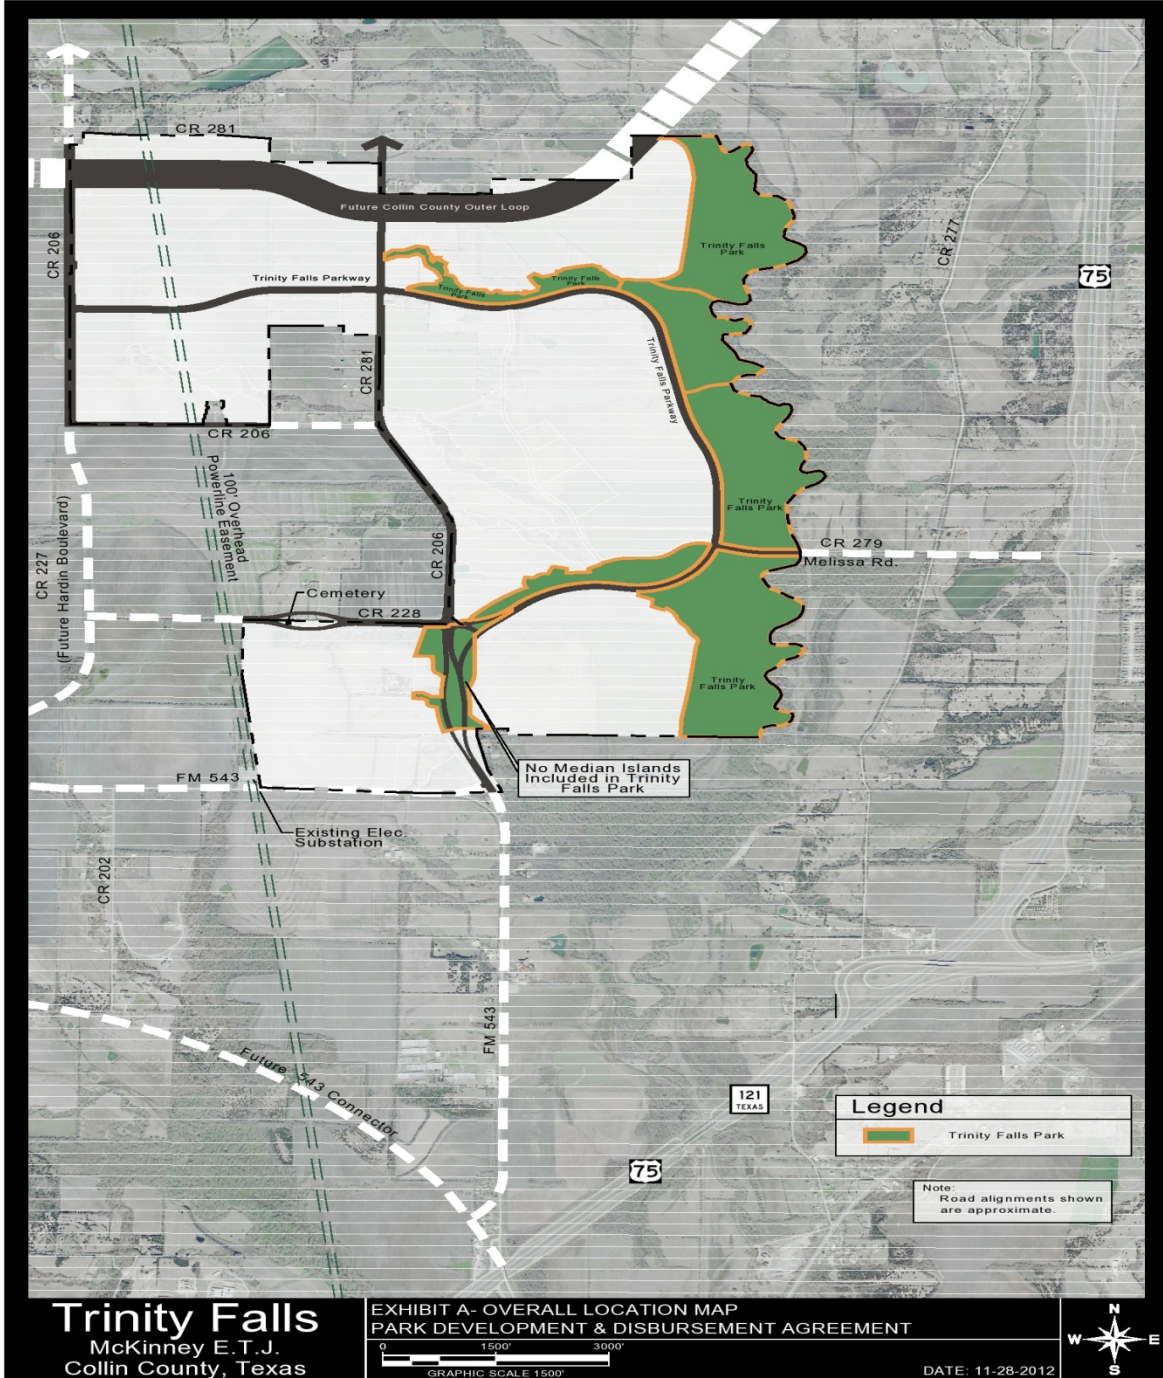 CR 281
Future Collin County Outer Loop
CR 206
Trinity Falls
Park
CR 277
75
Trinity Falls Parkway
Trinity Falls
Park
Trinity Falls
Park
CR 281
Trinity Falls Parkway
CR 206
100' Overhead
Powerline Easement
CR 227
(Future Hardin Boulevard)
Trinity
Falls Park
CR 206
CR 279
Melissa Rd.
Cemetery
CR 228
Trinity
Falls Park
No Median Islands
Included in Trinity
Falls Park
FM 543
Existing Elec
Substation
CR 202
FM 543
Future 543 Connector
121
TEXAS
75
Legend
Trinity Falls Park
Note:
Road alignments shown
are approximate.
Trinity Falls
McKinney E.T.J.
Collin County, Texas
EXHIBIT A- OVERALL LOCATION MAP
PARK DEVELOPMENT & DISBURSEMENT AGREEMENT
0 1500' 3000'
GRAPHIC SCALE 1500'
DATE: 11-28-2012
N
W E
S